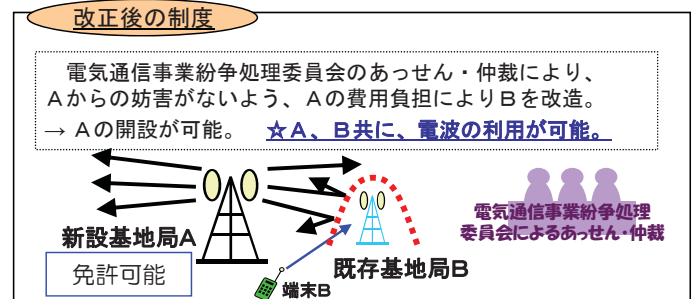 改正後の制度
電気通信事業紛争処理委員会のあっせん・仲裁により、
Aからの妨害がないよう、Aの費用負担によりBを改造。
→ Aの開設が可能。 ☆A、B共に、電波の利用が可能。
新設基地局A
免許可能
端末B
既存基地局B
電気通信事業紛争処理
委員会によるあっせん・仲裁